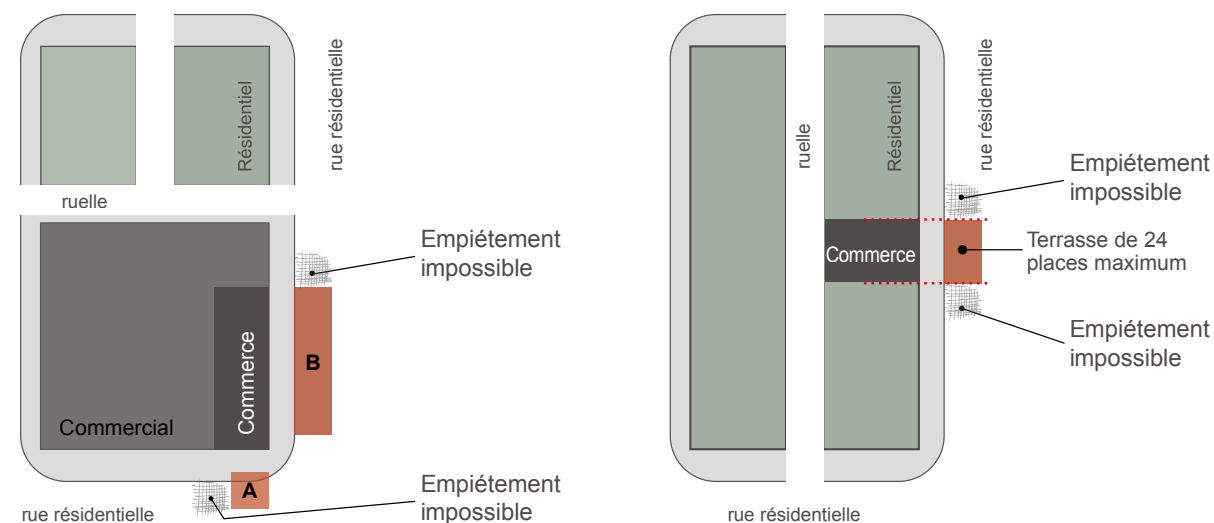 Résidentiel
rue résidentielle
ruelle
Empiétement
impossible
Commerce
B
Commercial
A
Empiétement
impossible
rue résidentielle
ruelle
Résidentiel
rue résidentielle
Empiétement
impossible
Commerce
Terrasse de 24
places maximum
Empiétement
impossible
rue résidentielle